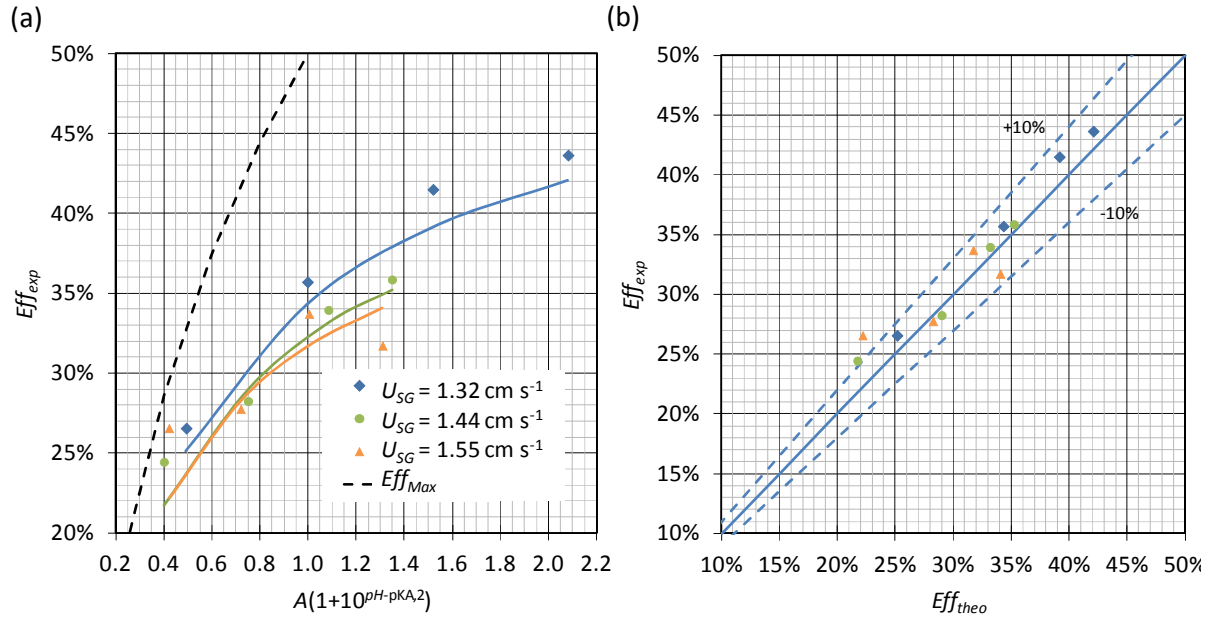 (a)
50%
45%
40%
35%
30%
25%
20%
Eff_exp
0.2 0.4 0.6 0.8 1.0 1.2 1.4 1.6 1.8 2.0 2.2
A(1+10^pH-pKA,2)
U_SG = 1.32 cm s⁻¹
U_SG = 1.44 cm s⁻¹
U_SG = 1.55 cm s⁻¹
Eff_Max
(b)
50%
45%
40%
35%
30%
25%
20%
15%
10%
Eff_exp
+10%
-10%
10% 15% 20% 25% 30% 35% 40% 45% 50%
Eff_theo